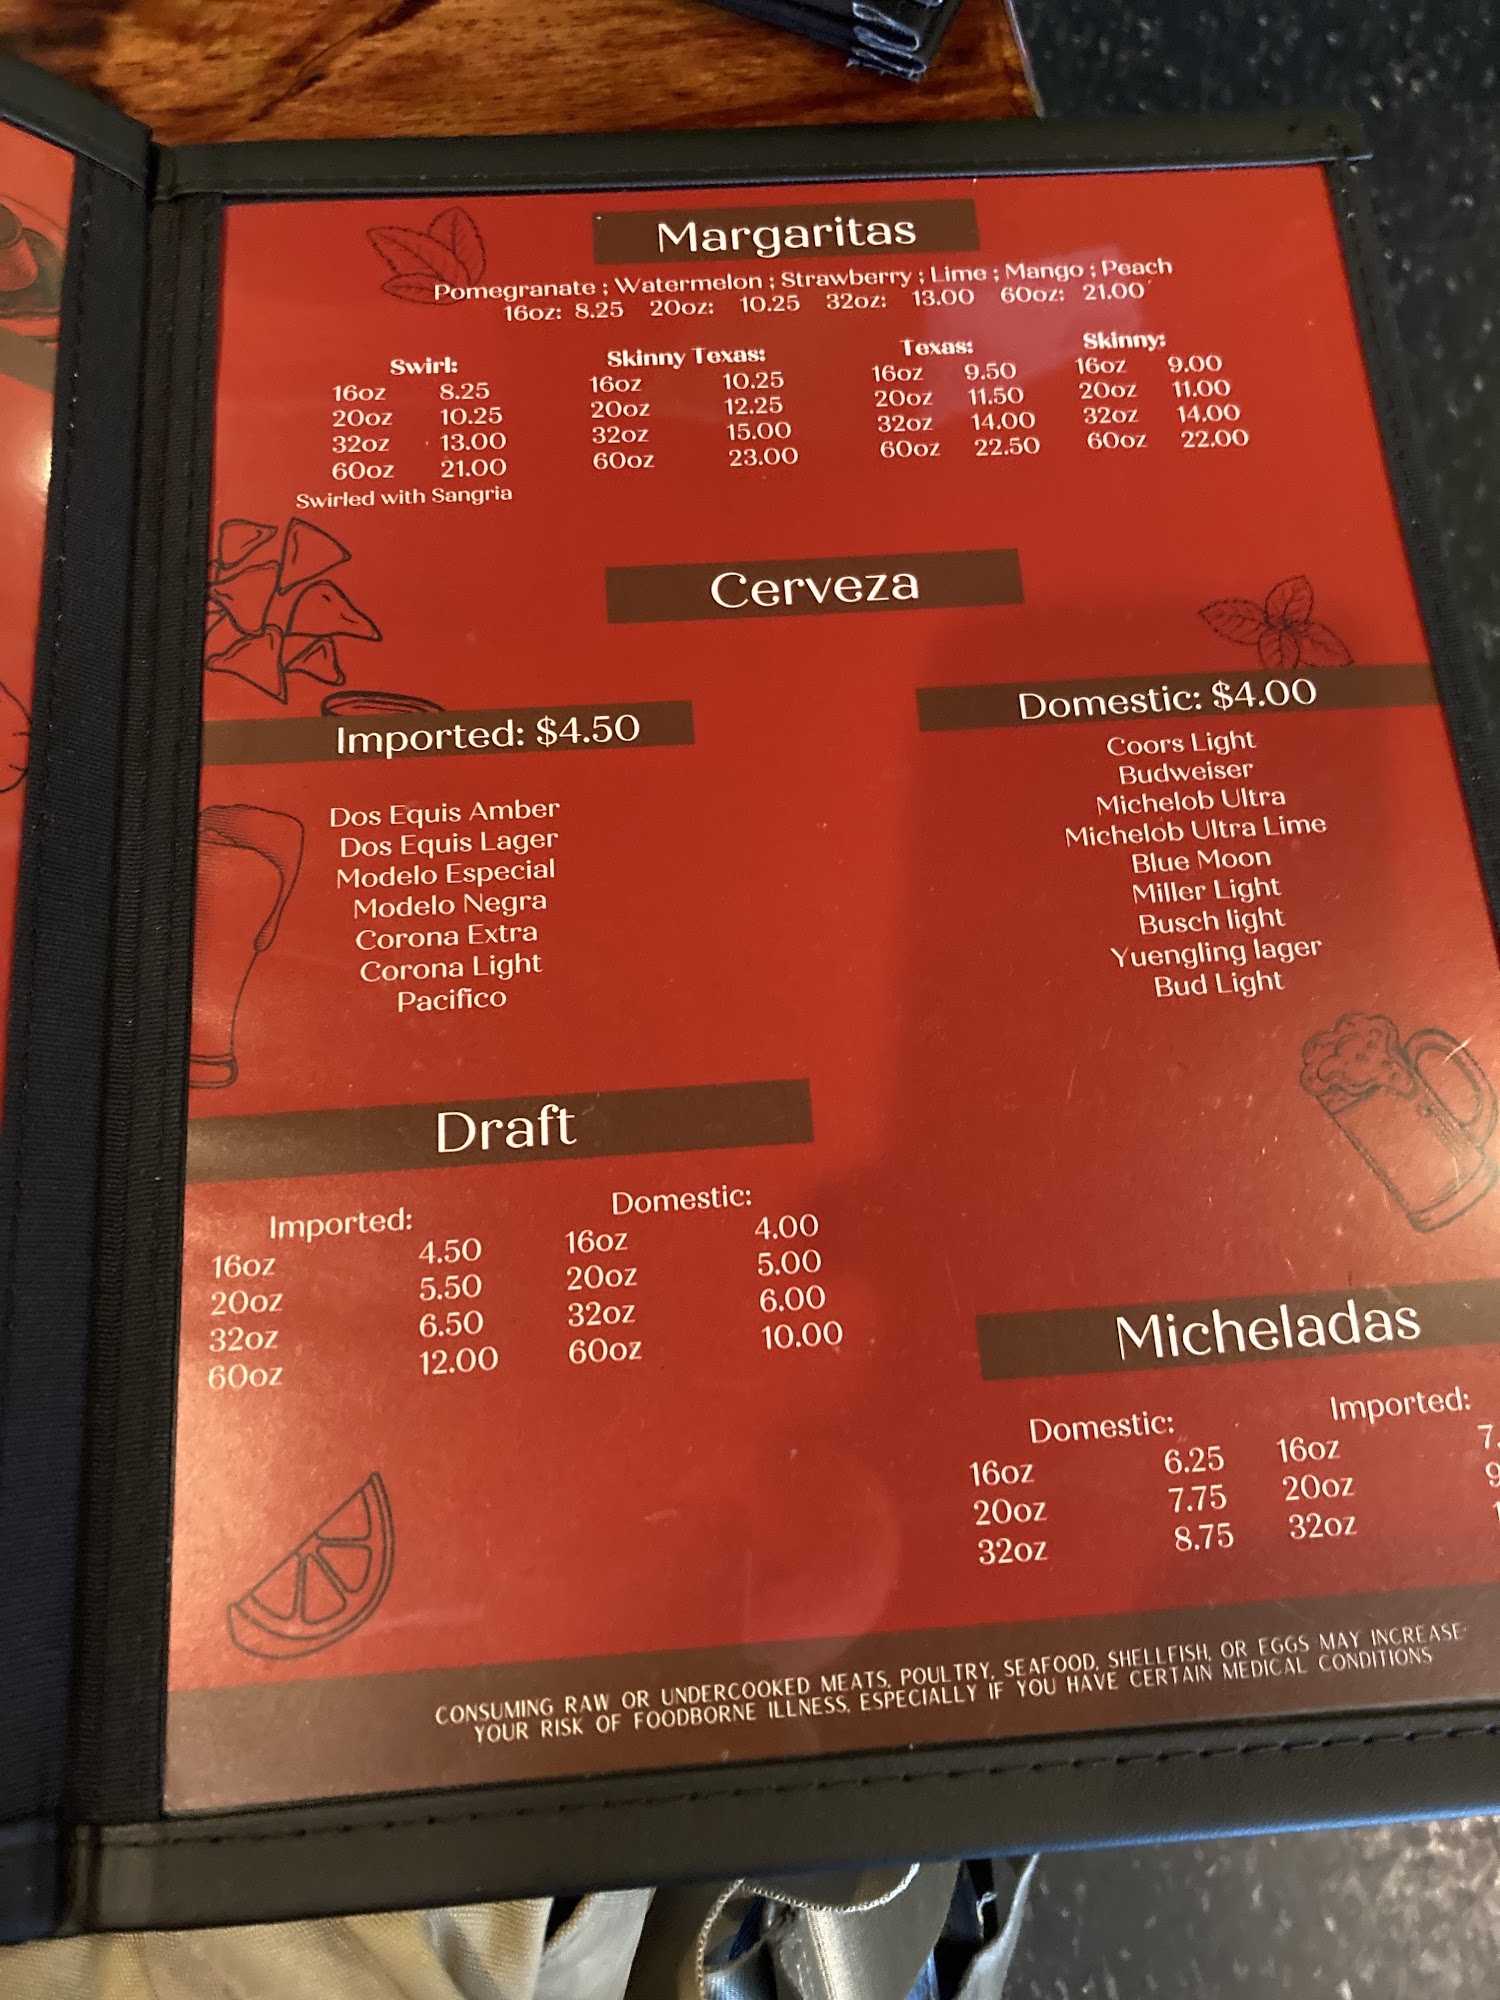 Margaritas
Pomegranate ; Watermelon ; Strawberry ; Lime ; Mango ; Peach
16oz: 8.25 20oz: 10.25 32oz: 13.00 60oz: 21.00
Swirl:
16oz 8.25
20oz 10.25
32oz 13.00
60oz 21.00
Swirled with Sangria
Skinny Texas:
16oz 10.25
20oz 12.25
32oz 15.00
60oz 23.00
Texas:
16oz 9.50
20oz 11.50
32oz 14.00
60oz 22.50
Skinny:
16oz 9.00
20oz 11.00
32oz 14.00
60oz 22.00
Cerveza
Imported: $4.50
Dos Equis Amber
Dos Equis Lager
Modelo Especial
Modelo Negra
Corona Extra
Corona Light
Pacifico
Domestic: $4.00
Coors Light
Budweiser
Michelob Ultra
Michelob Ultra Lime
Blue Moon
Miller Light
Busch light
Yuengling lager
Bud Light
Draft
Imported:
16oz 4.50
20oz 5.50
32oz 6.50
60oz 12.00
Domestic:
16oz 4.00
20oz 5.00
32oz 6.00
60oz 10.00
Micheladas
Domestic:
16oz 6.25
20oz 7.75
32oz 8.75
Imported:
16oz
20oz
32oz
CONSUMING RAW OR UNDERCOOKED MEATS, POULTRY, SEAFOOD, SHELLFISH, OR EGGS MAY INCREASE
YOUR RISK OF FOODBORNE ILLNESS, ESPECIALLY IF YOU HAVE CERTAIN MEDICAL CONDITIONS